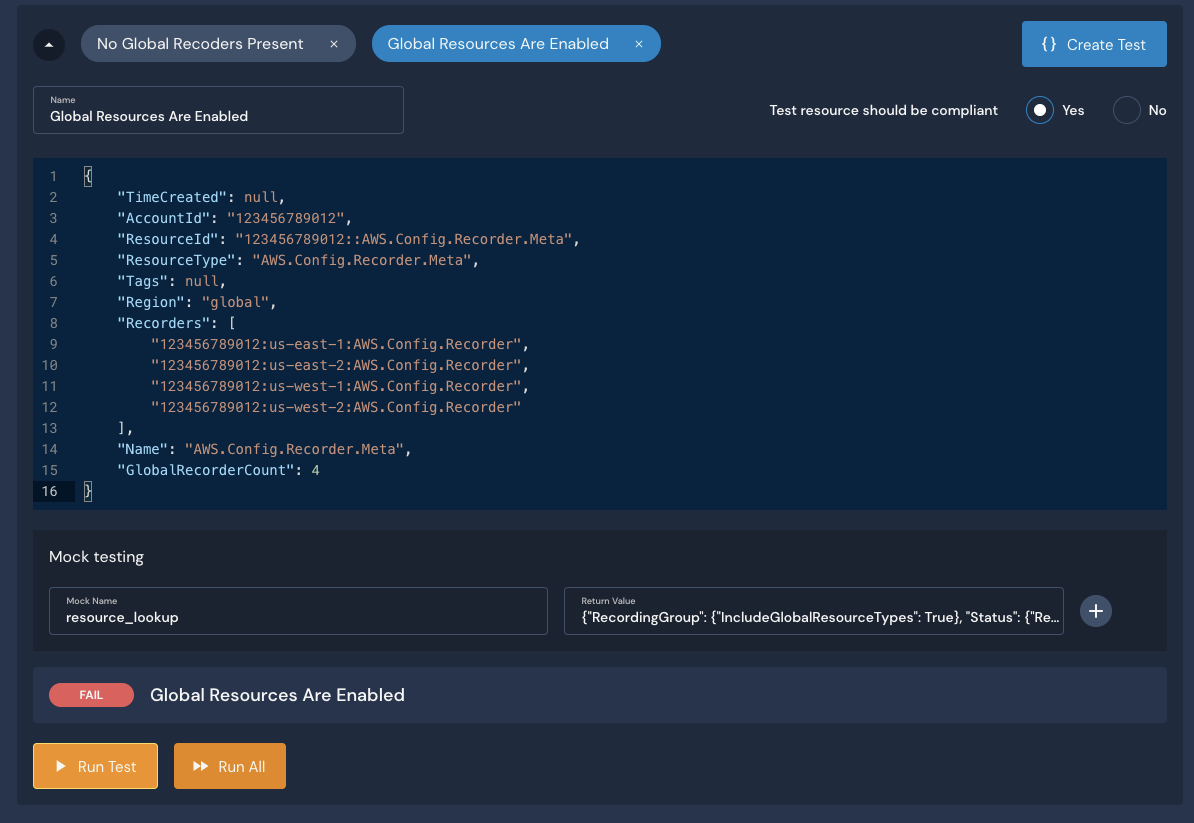 No Global Recoders Present ×
Global Resources Are Enabled ×
{} Create Test
Name
Global Resources Are Enabled
Test resource should be compliant
Yes
No
1 {
2     "TimeCreated": null,
3     "AccountId": "123456789012",
4     "ResourceId": "123456789012::AWS.Config.Recorder.Meta",
5     "ResourceType": "AWS.Config.Recorder.Meta",
6     "Tags": null,
7     "Region": "global",
8     "Recorders": [
9         "123456789012:us-east-1:AWS.Config.Recorder",
10         "123456789012:us-east-2:AWS.Config.Recorder",
11         "123456789012:us-west-1:AWS.Config.Recorder",
12         "123456789012:us-west-2:AWS.Config.Recorder"
13     ],
14     "Name": "AWS.Config.Recorder.Meta",
15     "GlobalRecorderCount": 4
16 }
Mock testing
Mock Name
resource_lookup
Return Value
{"RecordingGroup": {"IncludeGlobalResourceTypes": True}, "Status": {"Re...
FAIL
Global Resources Are Enabled
Run Test
Run All